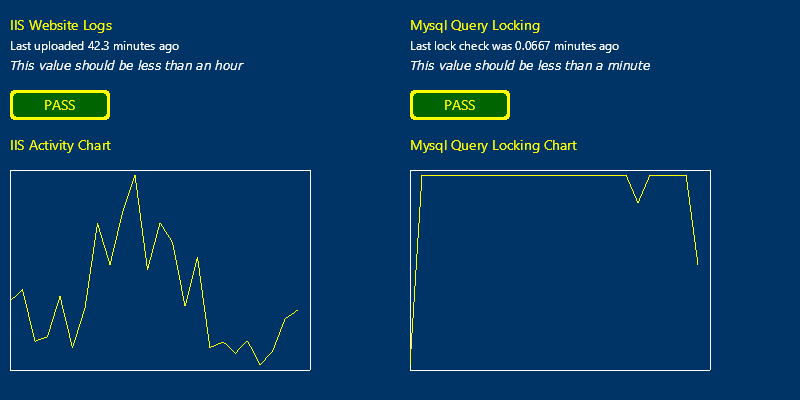 IIS Website Logs
Last uploaded 42.3 minutes ago
This value should be less than an hour
PASS
IIS Activity Chart
Mysql Query Locking
Last lock check was 0.0667 minutes ago
This value should be less than a minute
PASS
Mysql Query Locking Chart